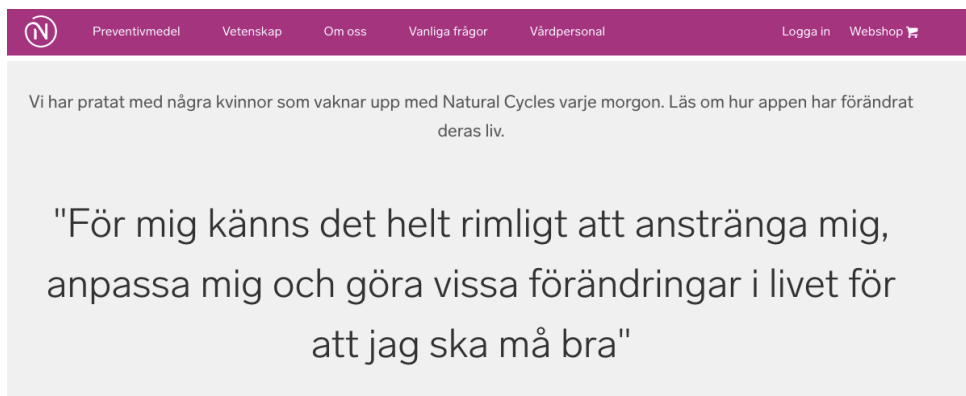 Preventivmedel Vetenskap Om oss Vanliga frågor Vårdpersonal Logga in Webshop
Vi har pratat med några kvinnor som vaknar upp med Natural Cycles varje morgon. Läs om hur appen har förändrat
deras liv.
"För mig känns det helt rimligt att anstränga mig,
anpassa mig och göra vissa förändringar i livet för
att jag ska må bra"